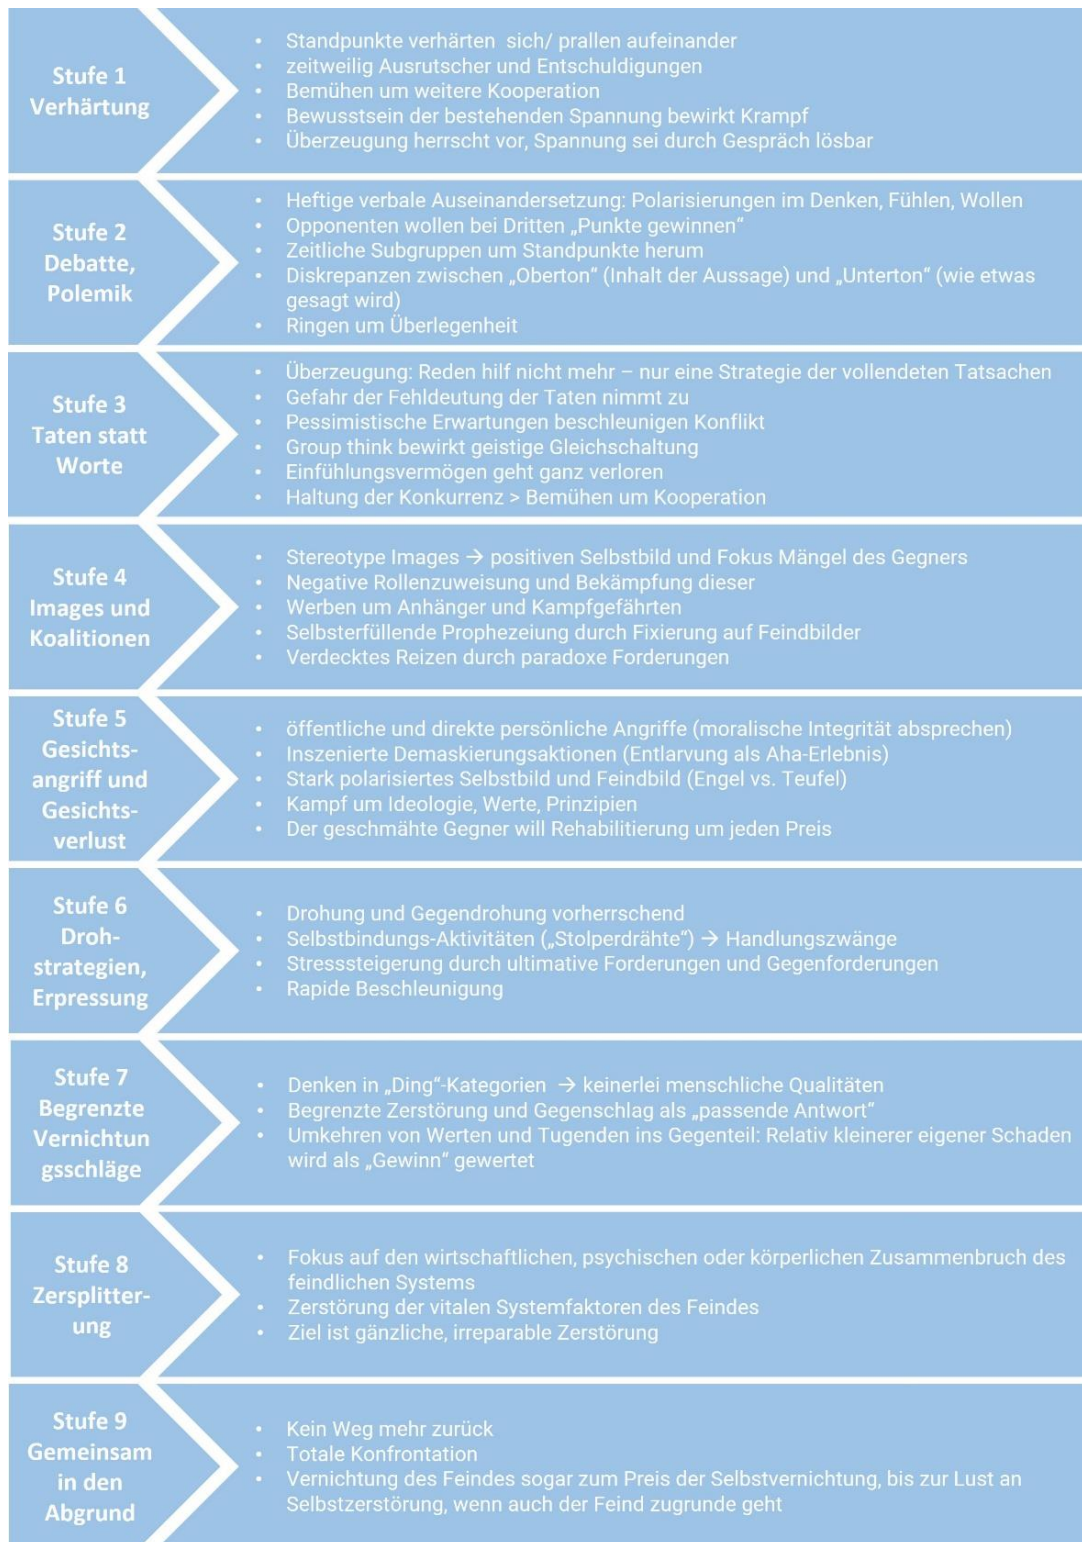 Stufe 1
Verhärtung
• Standpunkte verhärten sich/ prallen aufeinander
• zeitweilig Ausrutscher und Entschuldigungen
• Bemühen um weitere Kooperation
• Bewusstsein der bestehenden Spannung bewirkt Krampf
• Überzeugung herrscht vor, Spannung sei durch Gespräch lösbar
Stufe 2
Debatte,
Polemik
• Heftige verbale Auseinandersetzung: Polarisierungen im Denken, Fühlen, Wollen
• Opponenten wollen bei Dritten „Punkte gewinnen“
• Zeitliche Subgruppen um Standpunkte herum
• Diskrepanzen zwischen „Oberton“ (Inhalt der Aussage) und „Unterton“ (wie etwas
gesagt wird)
• Ringen um Überlegenheit
Stufe 3
Taten statt
Worte
• Überzeugung: Reden hilf nicht mehr – nur eine Strategie der vollendeten Tatsachen
• Gefahr der Fehldeutung der Taten nimmt zu
• Pessimistische Erwartungen beschleunigen Konflikt
• Group think bewirkt geistige Gleichschaltung
• Einfühlungsvermögen geht ganz verloren
• Haltung der Konkurrenz > Bemühen um Kooperation
Stufe 4
Images und
Koalitionen
• Stereotype Images → positiven Selbstbild und Fokus Mängel des Gegners
• Negative Rollenzuweisung und Bekämpfung dieser
• Werben um Anhänger und Kampfgefährten
• Selbsterfüllende Prophezeiung durch Fixierung auf Feindbilder
• Verdecktes Reizen durch paradoxe Forderungen
Stufe 5
Gesichts-
angriff und
Gesichts-
verlust
• öffentliche und direkte persönliche Angriffe (moralische Integrität absprechen)
• Inszenierte Demaskierungsaktionen (Entlarvung als Aha-Erlebnis)
• Stark polarisiertes Selbstbild und Feindbild (Engel vs. Teufel)
• Kampf um Ideologie, Werte, Prinzipien
• Der geschmähte Gegner will Rehabilitierung um jeden Preis
Stufe 6
Droh-
strategien,
Erpressung
• Drohung und Gegendrohung vorherrschend
• Selbstbindungs-Aktivitäten („Stolperdrähte“) → Handlungszwänge
• Stresssteigerung durch ultimative Forderungen und Gegenforderungen
• Rapide Beschleunigung
Stufe 7
Begrenzte
Vernichtun
gsschläge
• Denken in „Ding“-Kategorien → keinerlei menschliche Qualitäten
• Begrenzte Zerstörung und Gegenschlag als „passende Antwort“
• Umkehren von Werten und Tugenden ins Gegenteil: Relativ kleinerer eigener Schaden
wird als „Gewinn“ gewertet
Stufe 8
Zersplitter-
ung
• Fokus auf den wirtschaftlichen, psychischen oder körperlichen Zusammenbruch des
feindlichen Systems
• Zerstörung der vitalen Systemfaktoren des Feindes
• Ziel ist gänzliche, irreparable Zerstörung
Stufe 9
Gemeinsam
in den
Abgrund
• Kein Weg mehr zurück
• Totale Konfrontation
• Vernichtung des Feindes sogar zum Preis der Selbstvernichtung, bis zur Lust an
Selbstzerstörung, wenn auch der Feind zugrunde geht